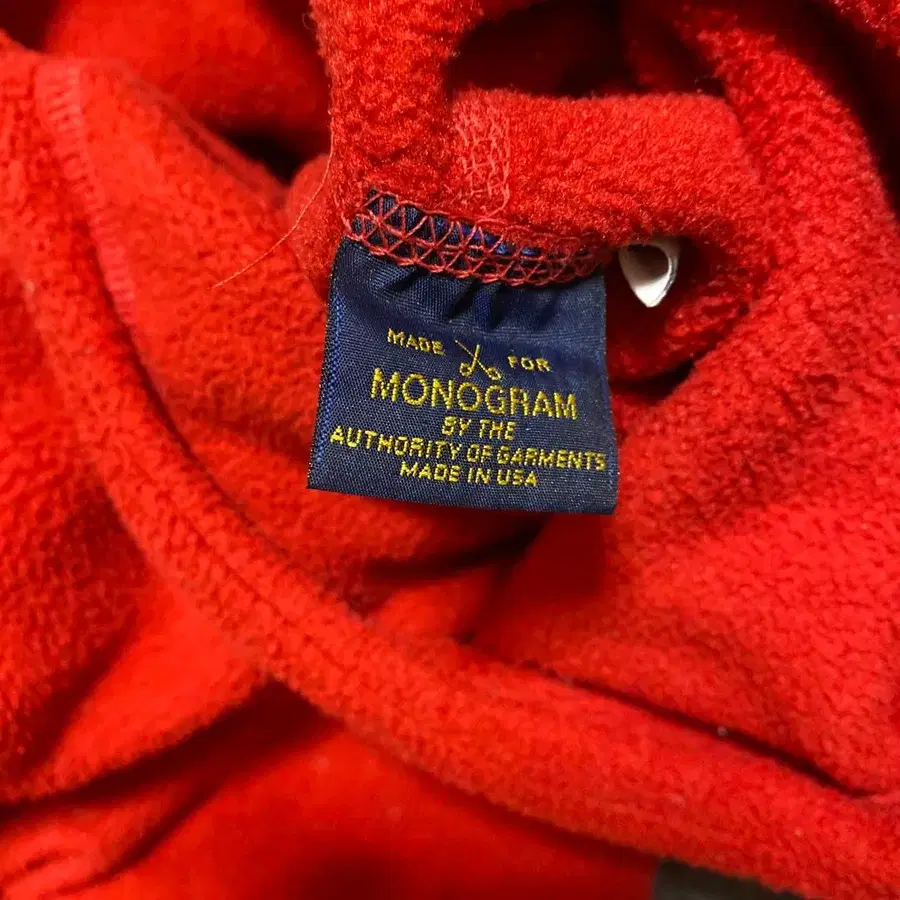 MADE FOR
MONOGRAM
BY THE
AUTHORITY OF GARMENTS
MADE IN USA